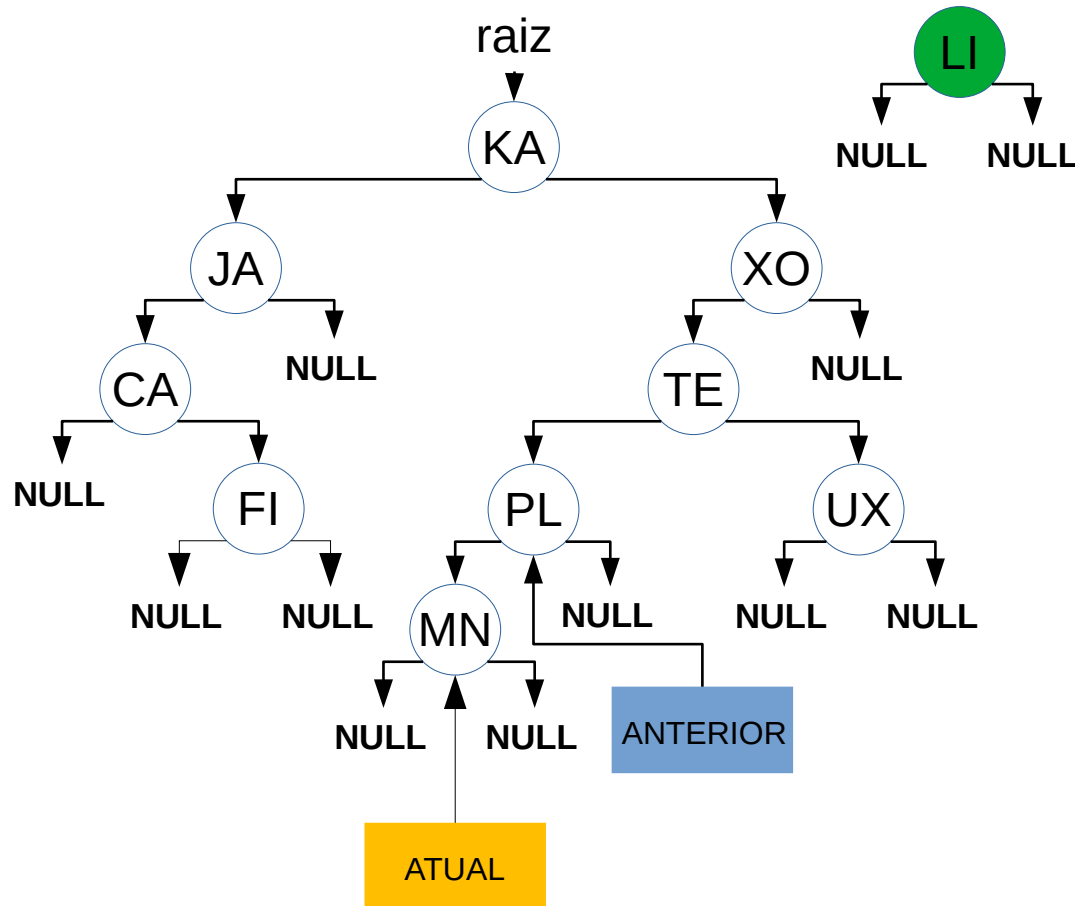 raiz
LI
NULL NULL
KA
JA XO
NULL NULL
CA TE
NULL
FI PL UX
NULL NULL NULL NULL NULL
MN
NULL NULL
ANTERIOR
ATUAL